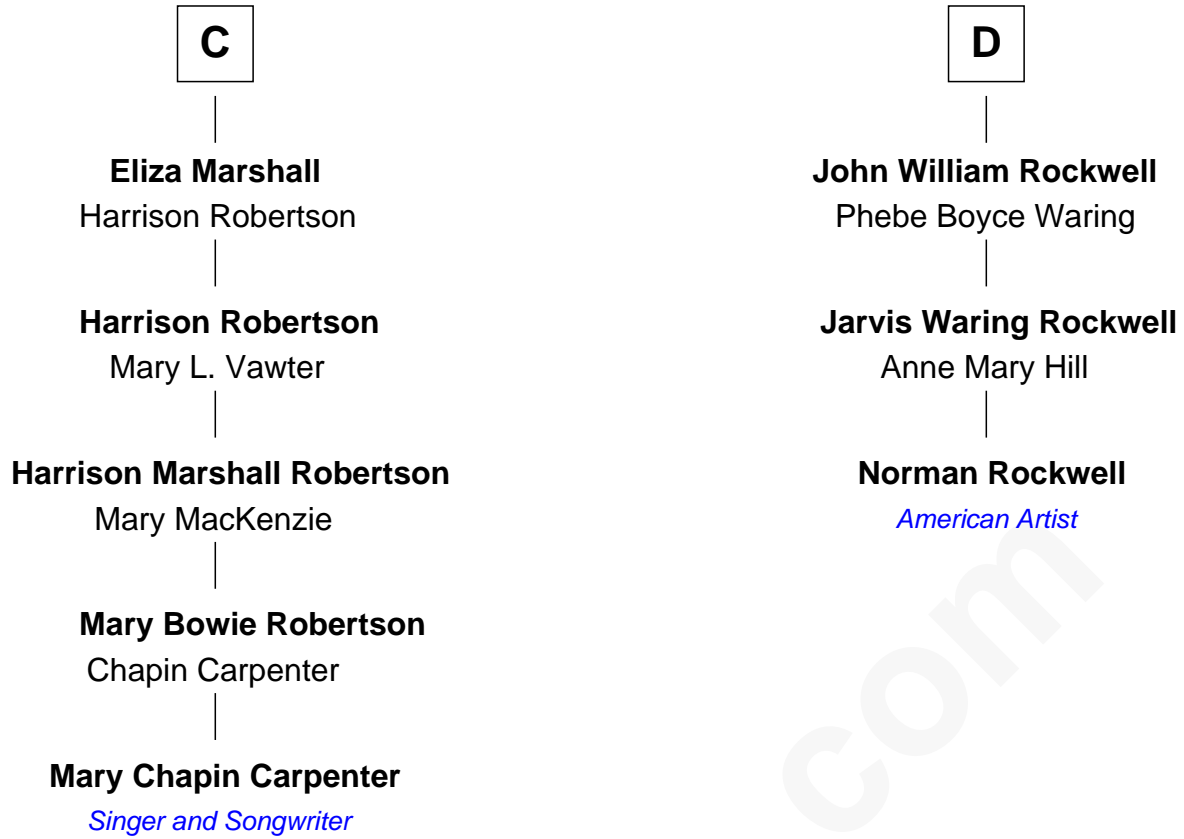 C
Eliza Marshall
Harrison Robertson
Harrison Robertson
Mary L. Vawter
Harrison Marshall Robertson
Mary MacKenzie
Mary Bowie Robertson
Chapin Carpenter
Mary Chapin Carpenter
Singer and Songwriter
D
John William Rockwell
Phebe Boyce Waring
Jarvis Waring Rockwell
Anne Mary Hill
Norman Rockwell
American Artist
com